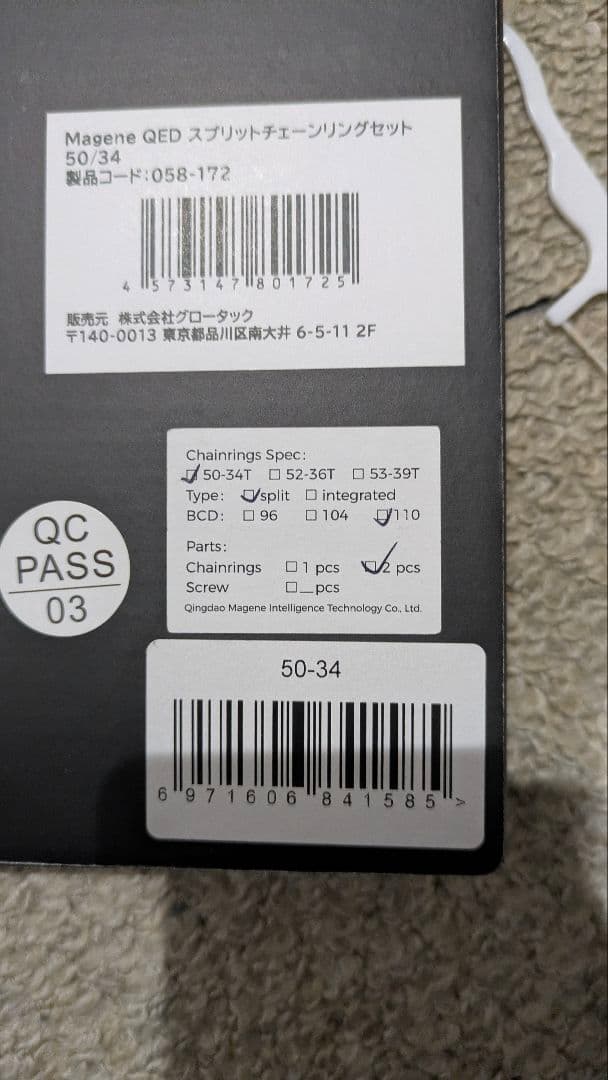 Magene QED スプリットチェーンリングセット
50/34
製品コード:058-172
4 573147 801725
販売元 株式会社グロータック
〒140-0013 東京都品川区南大井 6-5-11 2F
Chainrings Spec:
☑ 50-34T ☐ 52-36T ☐ 53-39T
Type: ☑ split ☐ integrated
BCD: ☐ 96 ☐ 104 ☑ 110
Parts:
Chainrings ☐ 1 pcs ☑ 2 pcs
Screw ☐ __pcs
Qingdao Magene Intelligence Technology Co., Ltd.
QC
PASS
03
50-34
6 971606 841585 >